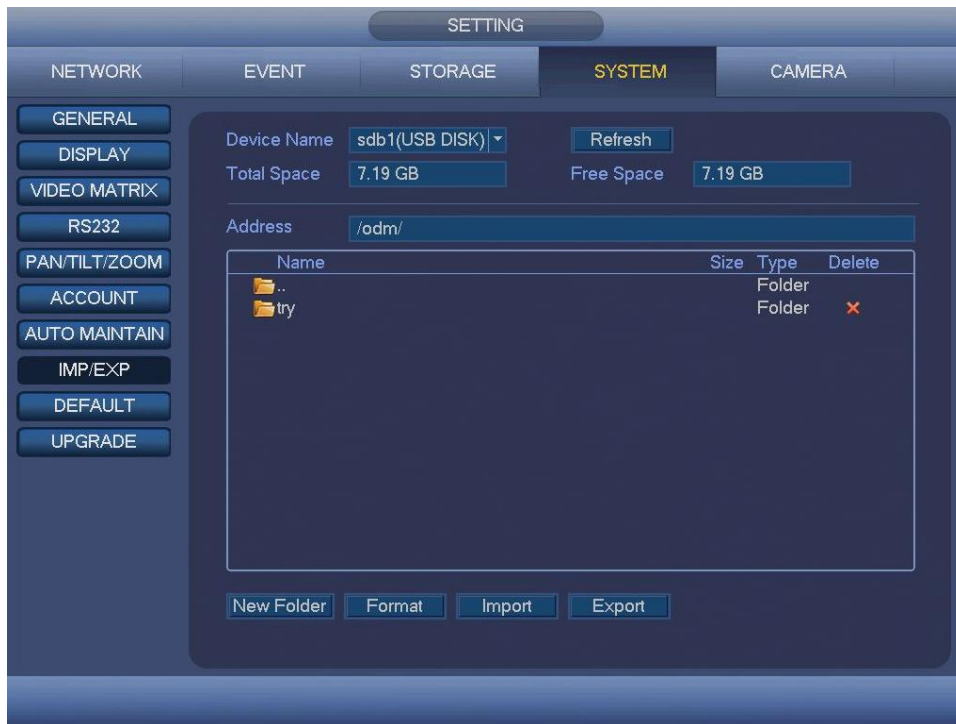 SETTING
NETWORK EVENT STORAGE SYSTEM CAMERA
GENERAL
DISPLAY
VIDEO MATRIX
RS232
PAN/TILT/ZOOM
ACCOUNT
AUTO MAINTAIN
IMP/EXP
DEFAULT
UPGRADE
Device Name sdb1(USB DISK) Refresh
Total Space 7.19 GB Free Space 7.19 GB
Address /odm/
Name Size Type Delete
.. Folder
try Folder
New Folder Format Import Export